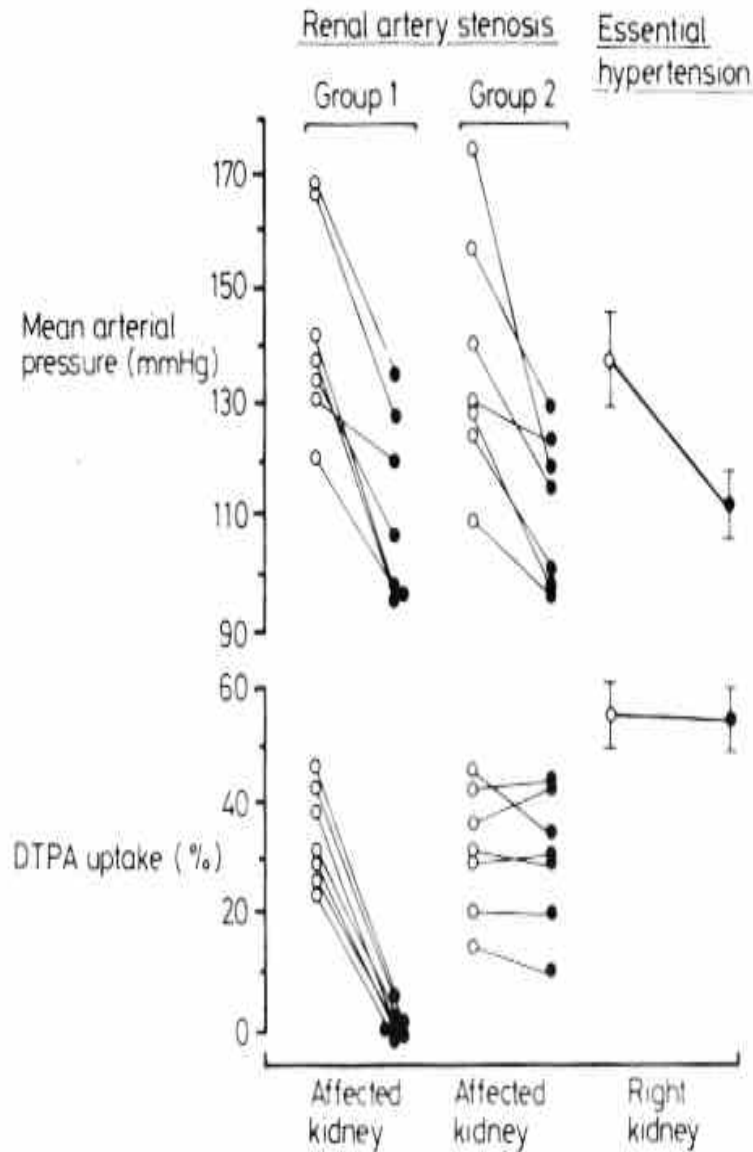 Renal artery stenosis
Essential
hypertension
Group 1
Group 2
170
150
Mean arterial
pressure (mmHg)
130
110
90
60
40
DTPA uptake (%)
20
0
Affected
kidney
Affected
kidney
Right
kidney